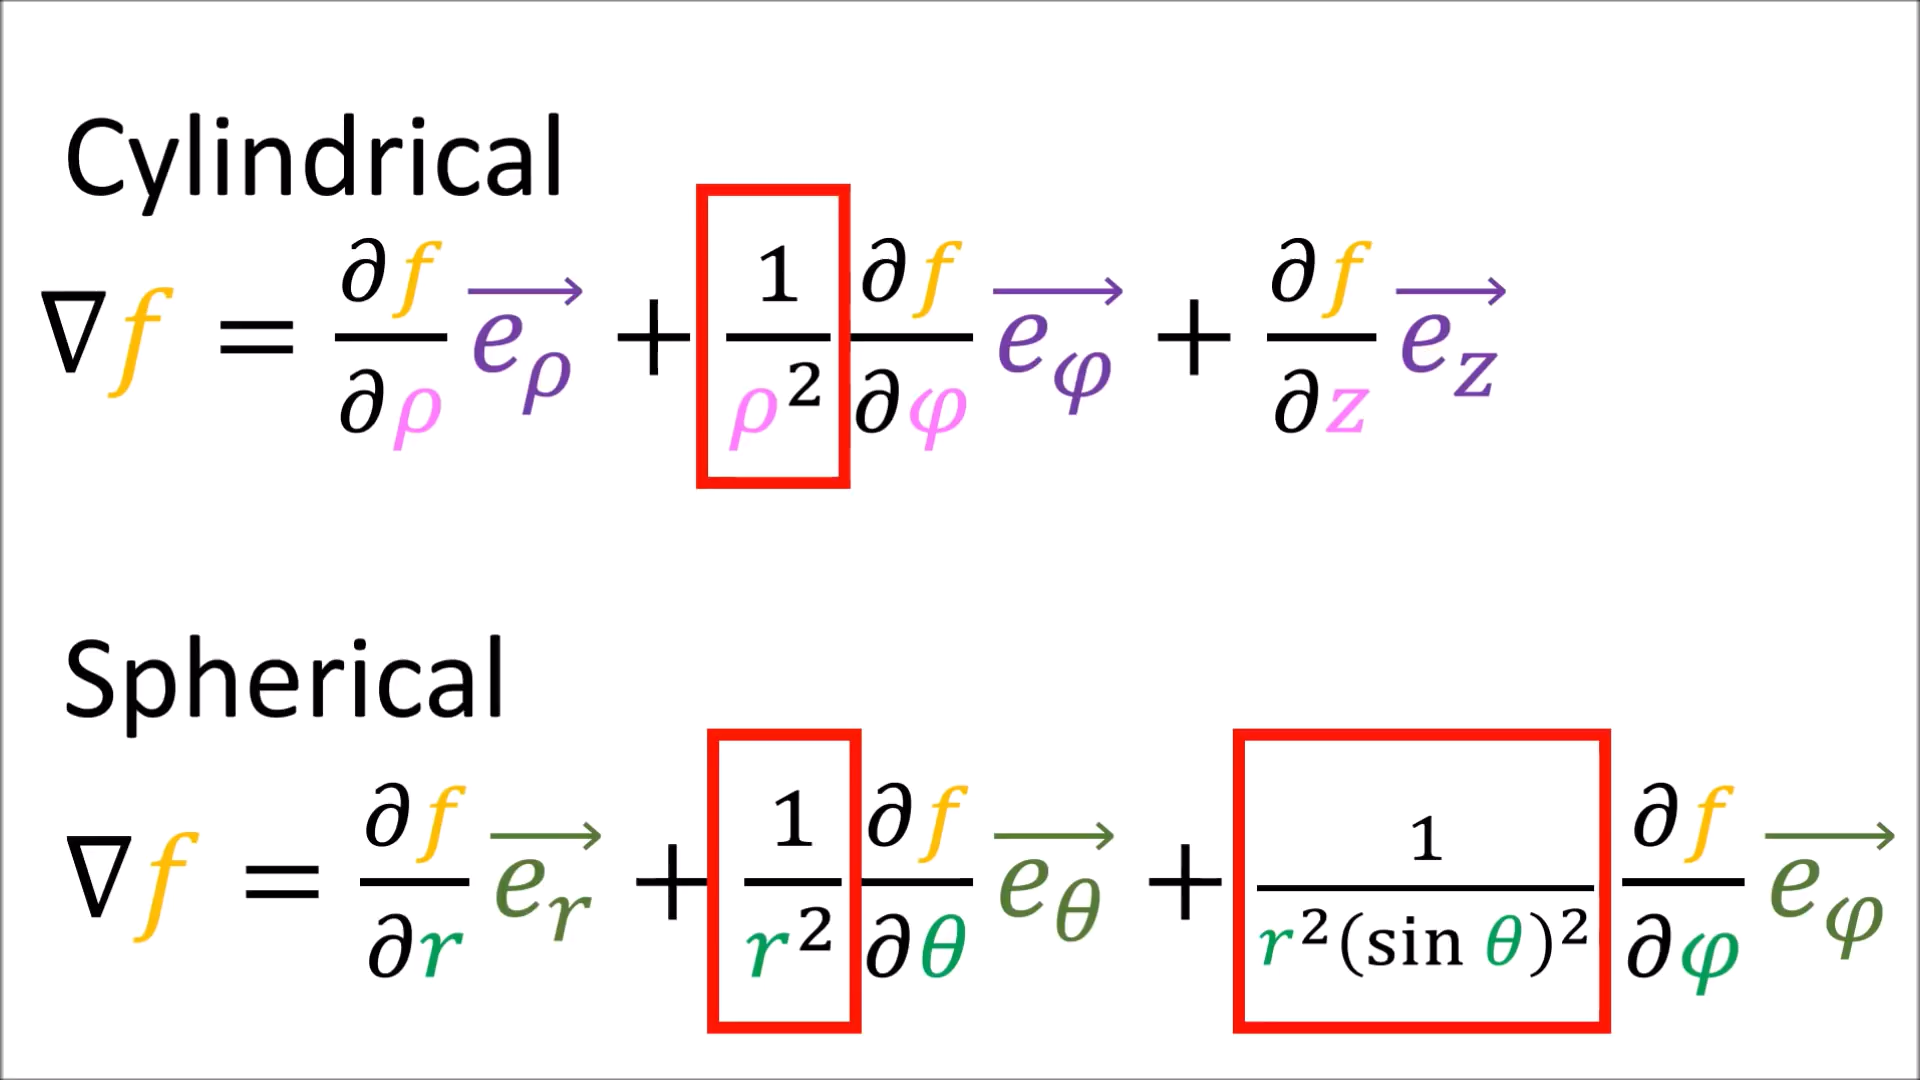 Cylindrical
∇f = ∂f/∂ρ e⃗_ρ + 1/ρ² ∂f/∂φ e⃗_φ + ∂f/∂z e⃗_z
Spherical
∇f = ∂f/∂r e⃗_r + 1/r² ∂f/∂θ e⃗_θ + 1/r²(sin θ)² ∂f/∂φ e⃗_φ